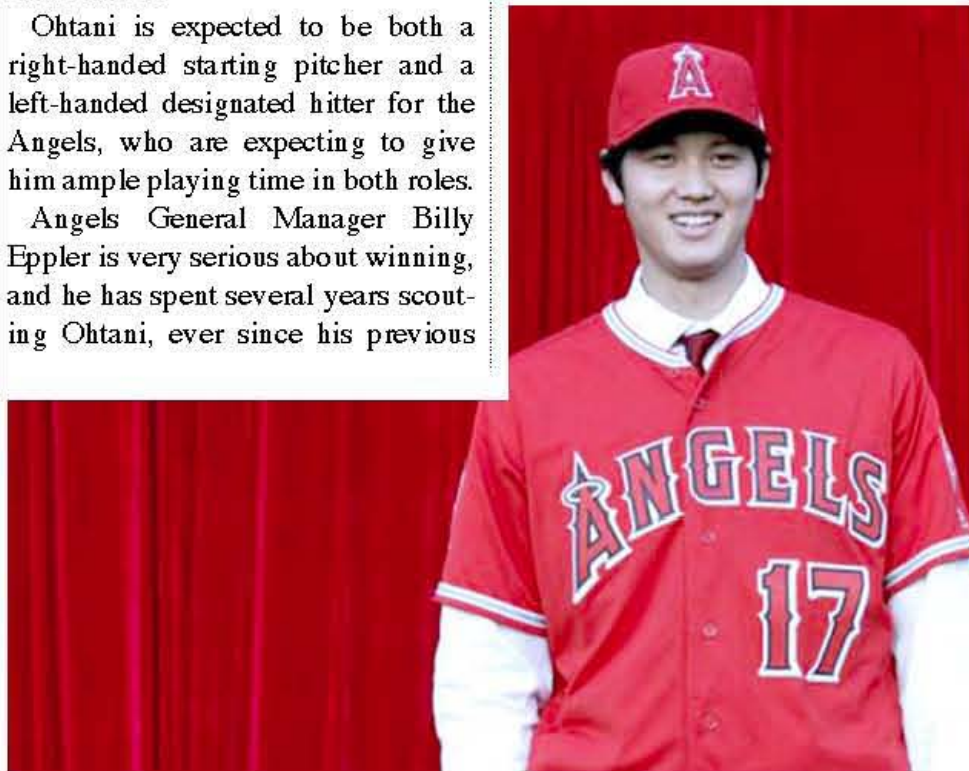 Ohtani is expected to be both a
right-handed starting pitcher and a
left-handed designated hitter for the
Angels, who are expecting to give
him ample playing time in both roles.
Angels General Manager Billy
Eppler is very serious about winning,
and he has spent several years scout-
ing Ohtani, ever since his previous
A
ANGELS
17